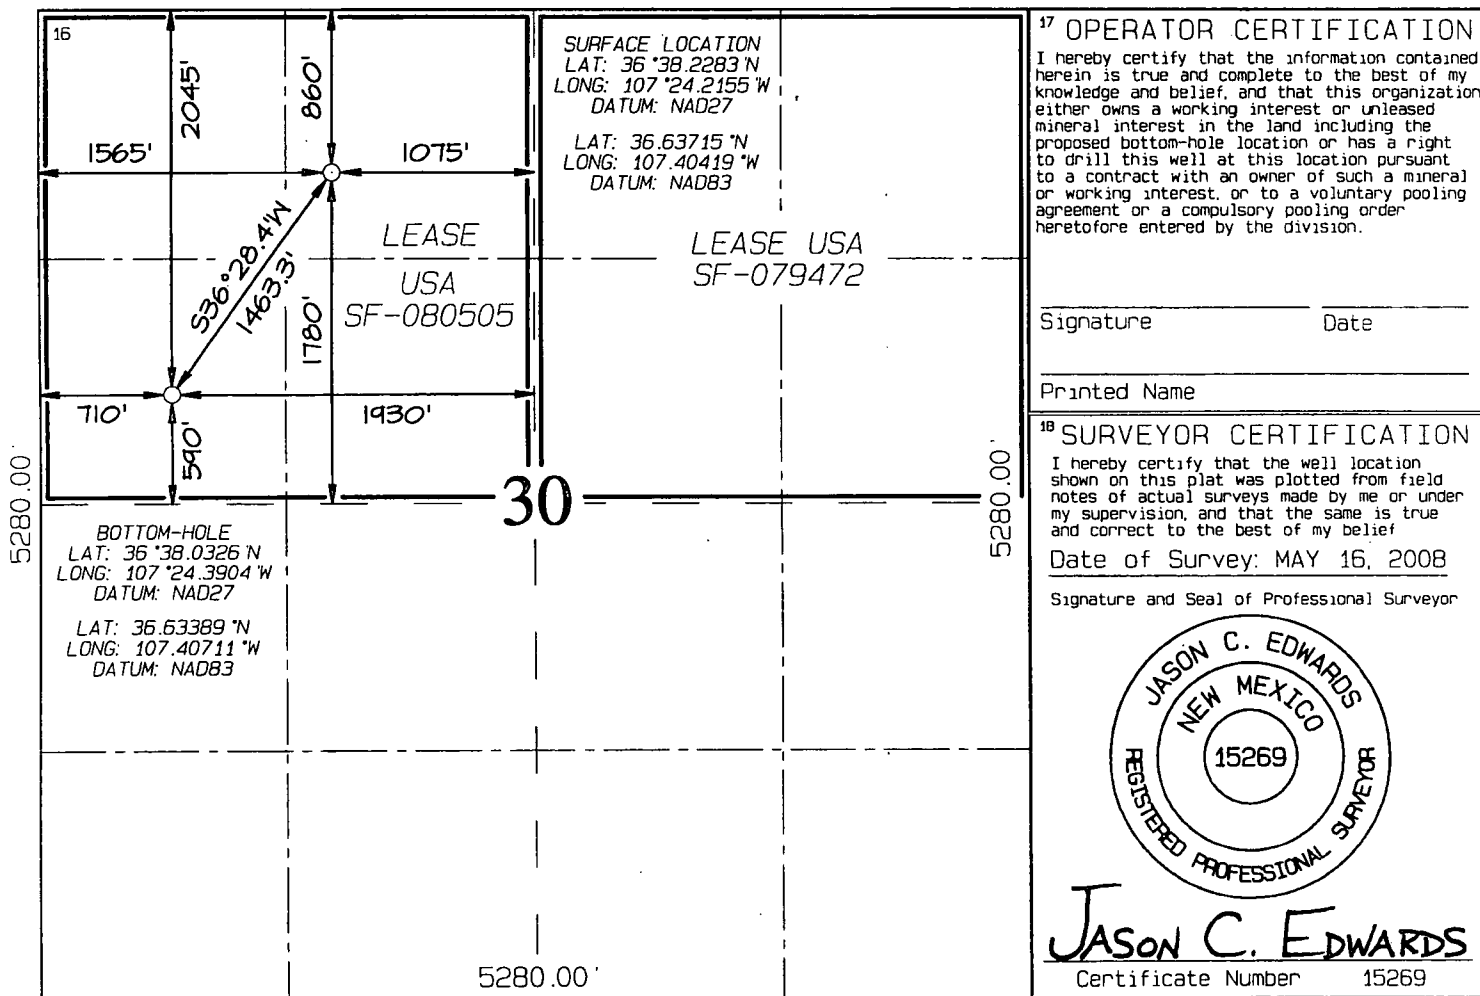 16
2045'
860'
1565'
1075'
S36°28.4'W
1463.3'
LEASE
USA
SF-080505
1780'
710'
1930'
590'
SURFACE LOCATION
LAT: 36°38.2283'N
LONG: 107°24.2155'W
DATUM: NAD27
LAT: 36.63715°N
LONG: 107.40419°W
DATUM: NAD83
LEASE USA
SF-079472
30
5280.00'
5280.00'
BOTTOM-HOLE
LAT: 36°38.0326'N
LONG: 107°24.3904'W
DATUM: NAD27
LAT: 36.63389°N
LONG: 107.40711°W
DATUM: NAD83
5280.00'
17 OPERATOR CERTIFICATION
I hereby certify that the information contained
herein is true and complete to the best of my
knowledge and belief, and that this organization
either owns a working interest or unleased
mineral interest in the land including the
proposed bottom-hole location or has a right
to drill this well at this location pursuant
to a contract with an owner of such a mineral
or working interest, or to a voluntary pooling
agreement or a compulsory pooling order
heretofore entered by the division.
Signature Date
Printed Name
18 SURVEYOR CERTIFICATION
I hereby certify that the well location
shown on this plat was plotted from field
notes of actual surveys made by me or under
my supervision, and that the same is true
and correct to the best of my belief
Date of Survey: MAY 16, 2008
Signature and Seal of Professional Surveyor
JASON C. EDWARDS
NEW MEXICO
15269
REGISTERED PROFESSIONAL SURVEYOR
JASON C. EDWARDS
Certificate Number 15269